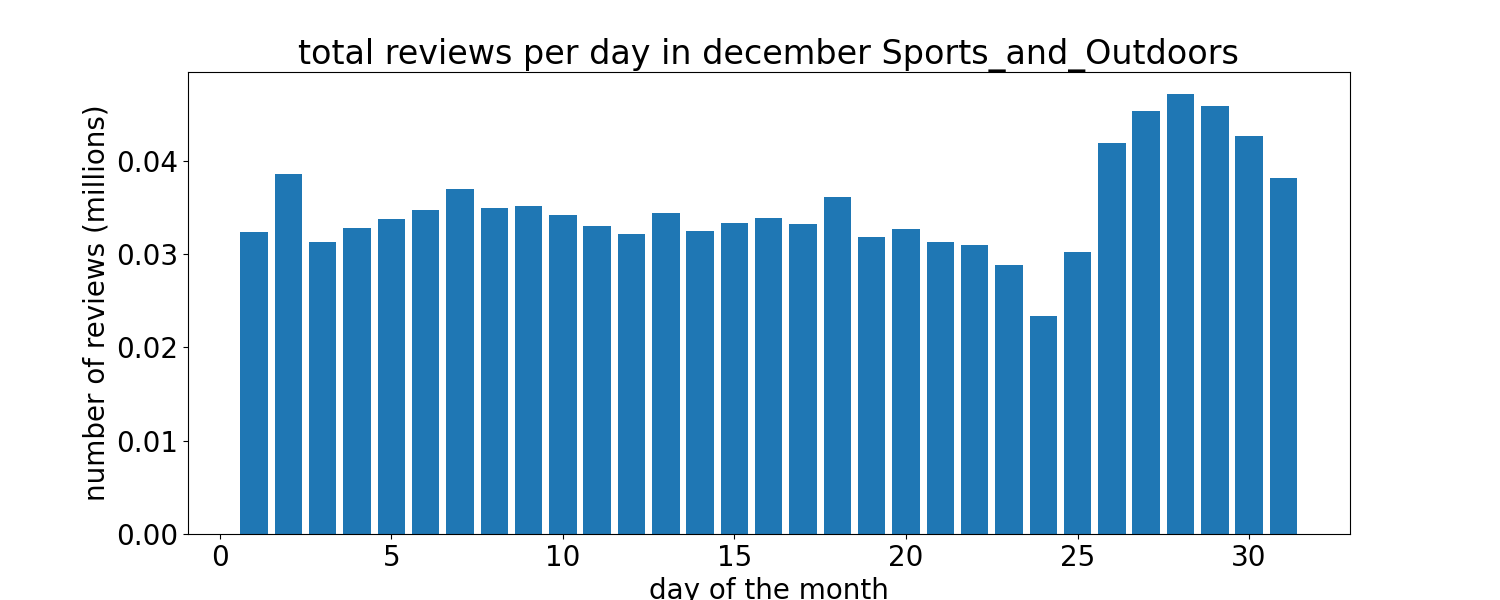 total reviews per day in december Sports_and_Outdoors
number of reviews (millions)
0.04
0.03
0.02
0.01
0.00
0 5 10 15 20 25 30
day of the month